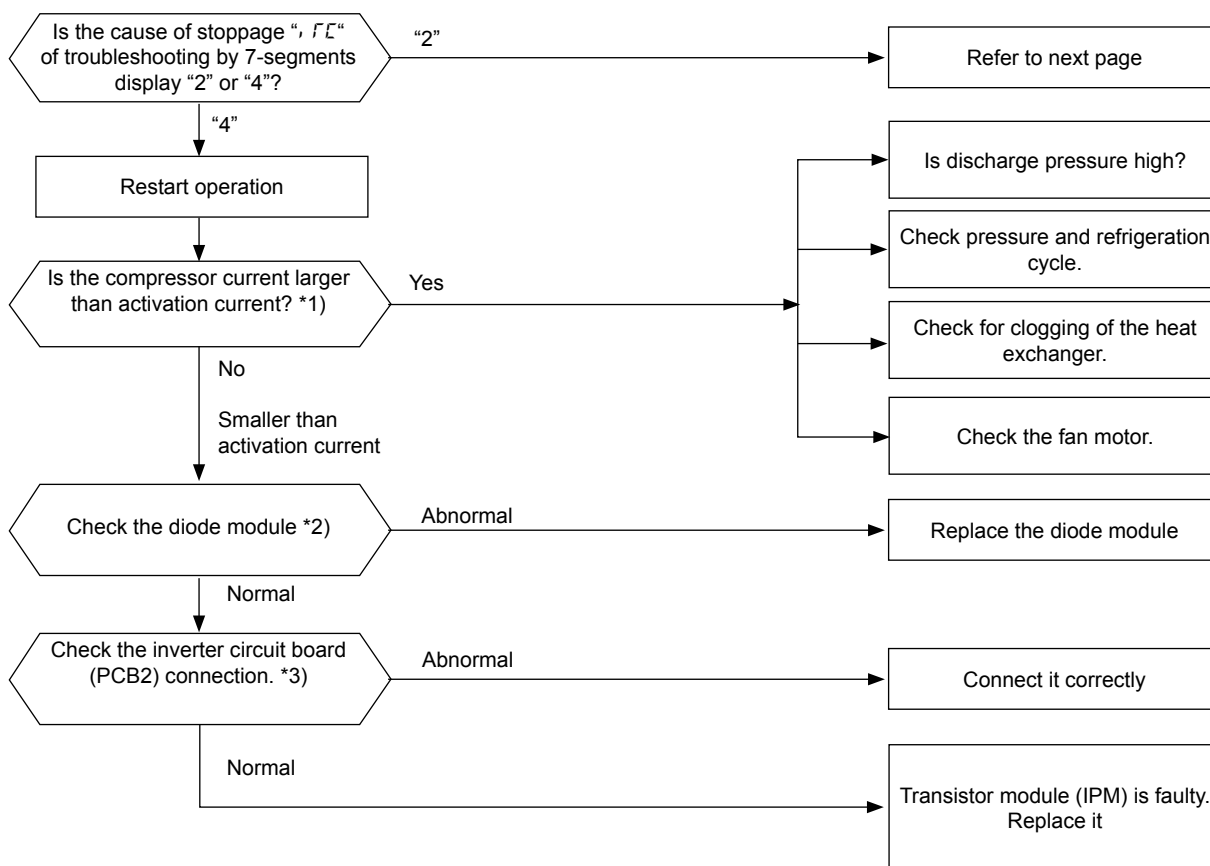 Is the cause of stoppage “iTC“
of troubleshooting by 7-segments
display “2” or “4”?
“2”
Refer to next page
“4”
Restart operation
Is discharge pressure high?
Check pressure and refrigeration
cycle.
Is the compressor current larger
than activation current? *1)
Yes
Check for clogging of the heat
exchanger.
No
Smaller than
activation current
Check the fan motor.
Check the diode module *2)
Abnormal
Replace the diode module
Normal
Check the inverter circuit board
(PCB2) connection. *3)
Abnormal
Connect it correctly
Normal
Transistor module (IPM) is faulty.
Replace it